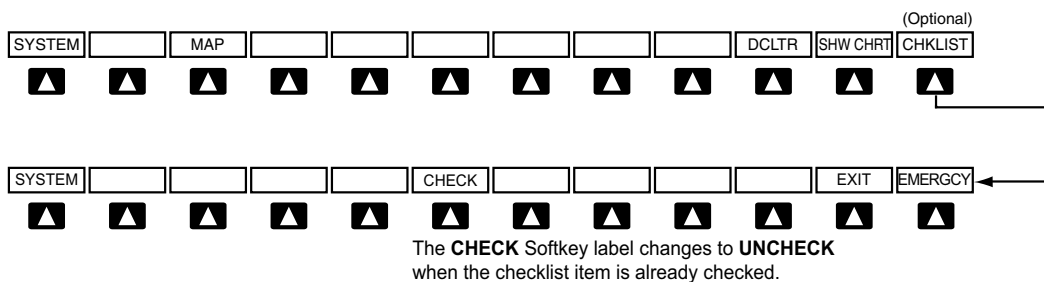 (Optional)
SYSTEM MAP DCLTR SHW CHRT CHKLIST
SYSTEM CHECK EXIT EMERGCY
The CHECK Softkey label changes to UNCHECK
when the checklist item is already checked.